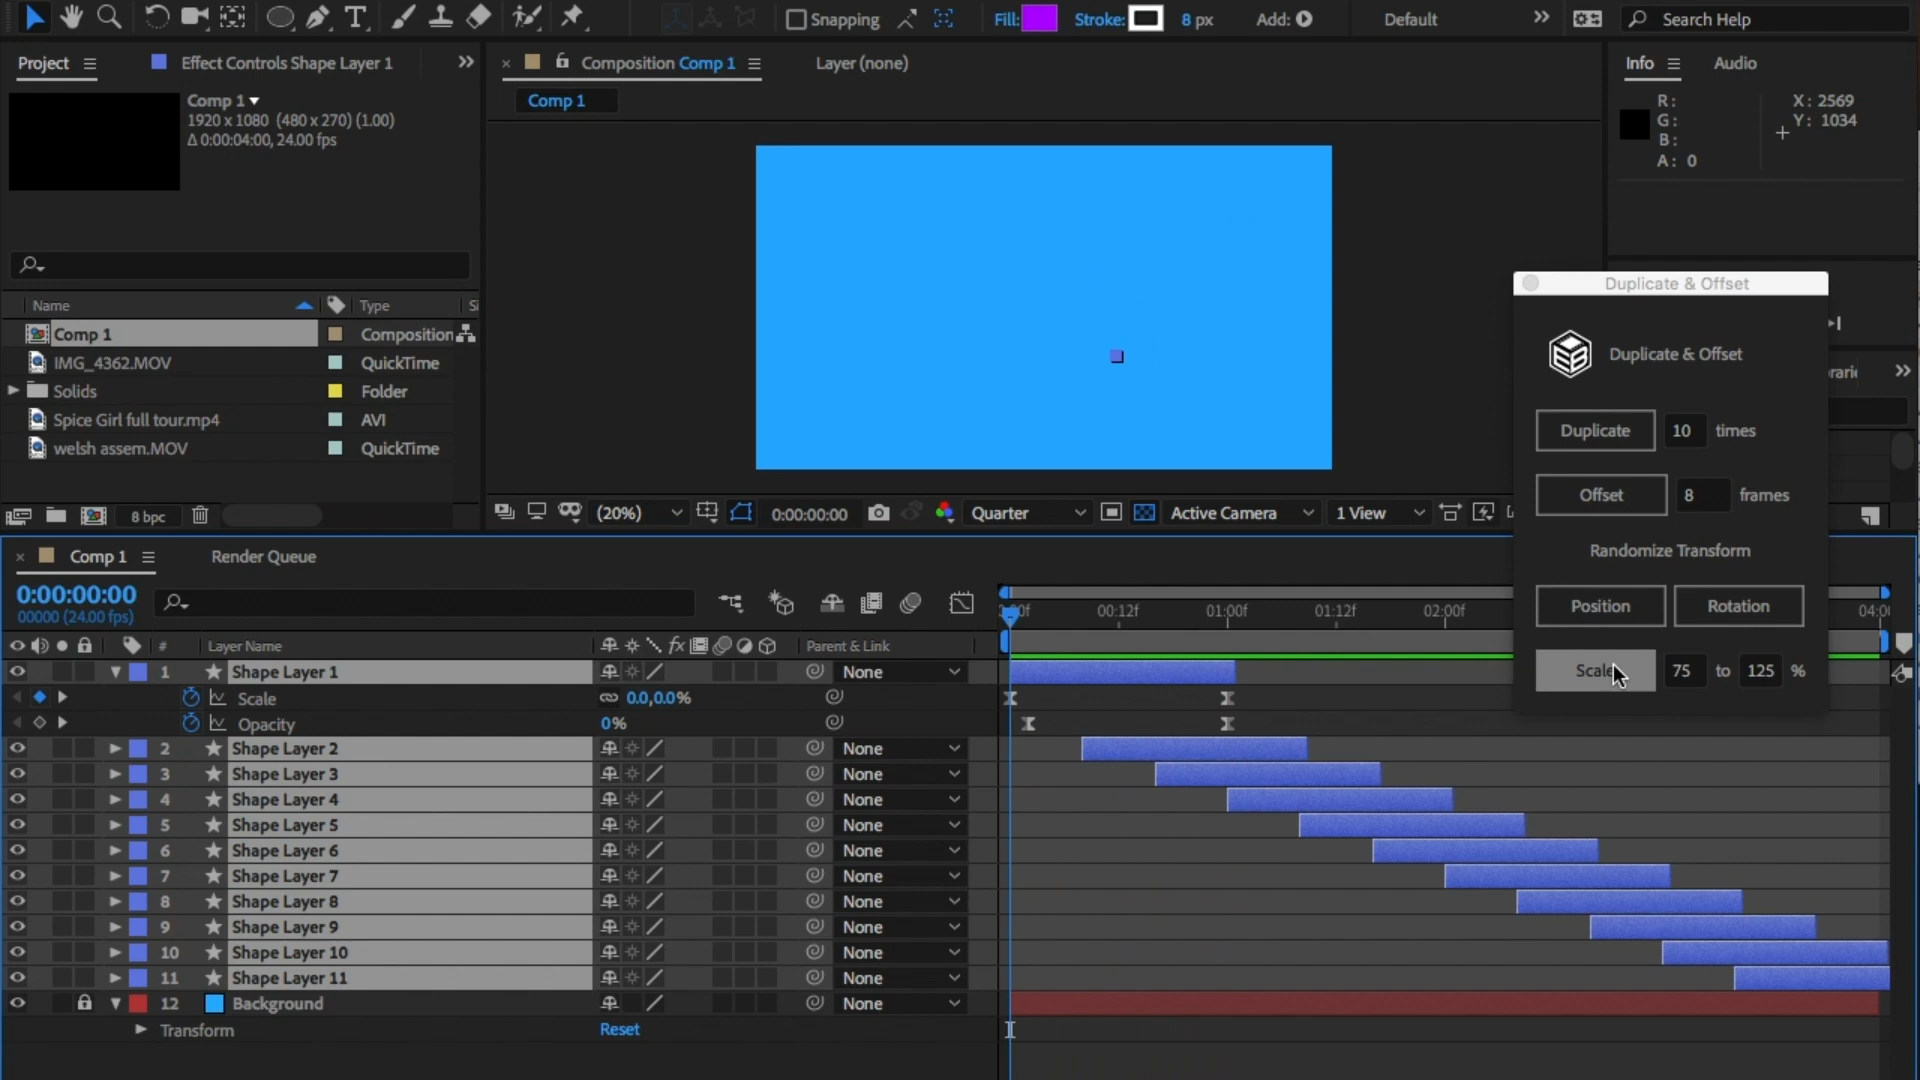 Snapping
Fill:
Stroke:
8 px
Add:
Default
Search Help
Project
Effect Controls Shape Layer 1
Composition Comp 1
Layer (none)
Info
Audio
Comp 1
1920 x 1080 (480 x 270) (1.00)
Δ 0:00:04:00, 24.00 fps
Comp 1
R:
G:
B:
A: 0
X: 2569
Y: 1034
Name
Type
Si
Comp 1
Composition
IMG_4362.MOV
QuickTime
Solids
Folder
Spice Girl full tour.mp4
AVI
welsh assem.MOV
QuickTime
8 bpc
(20%)
0:00:00:00
Quarter
Active Camera
1 View
Duplicate & Offset
Duplicate & Offset
Duplicate
10
times
Offset
8
frames
Randomize Transform
Position
Rotation
Scale
75
to
125
%
Comp 1
Render Queue
0:00:00:00
00000 (24.00 fps)
00:12f
01:00f
01:12f
02:00f
# Layer Name
fx
Parent & Link
1 Shape Layer 1 None
Scale 0.0,0.0%
Opacity 0%
2 Shape Layer 2 None
3 Shape Layer 3 None
4 Shape Layer 4 None
5 Shape Layer 5 None
6 Shape Layer 6 None
7 Shape Layer 7 None
8 Shape Layer 8 None
9 Shape Layer 9 None
10 Shape Layer 10 None
11 Shape Layer 11 None
12 Background None
Transform Reset